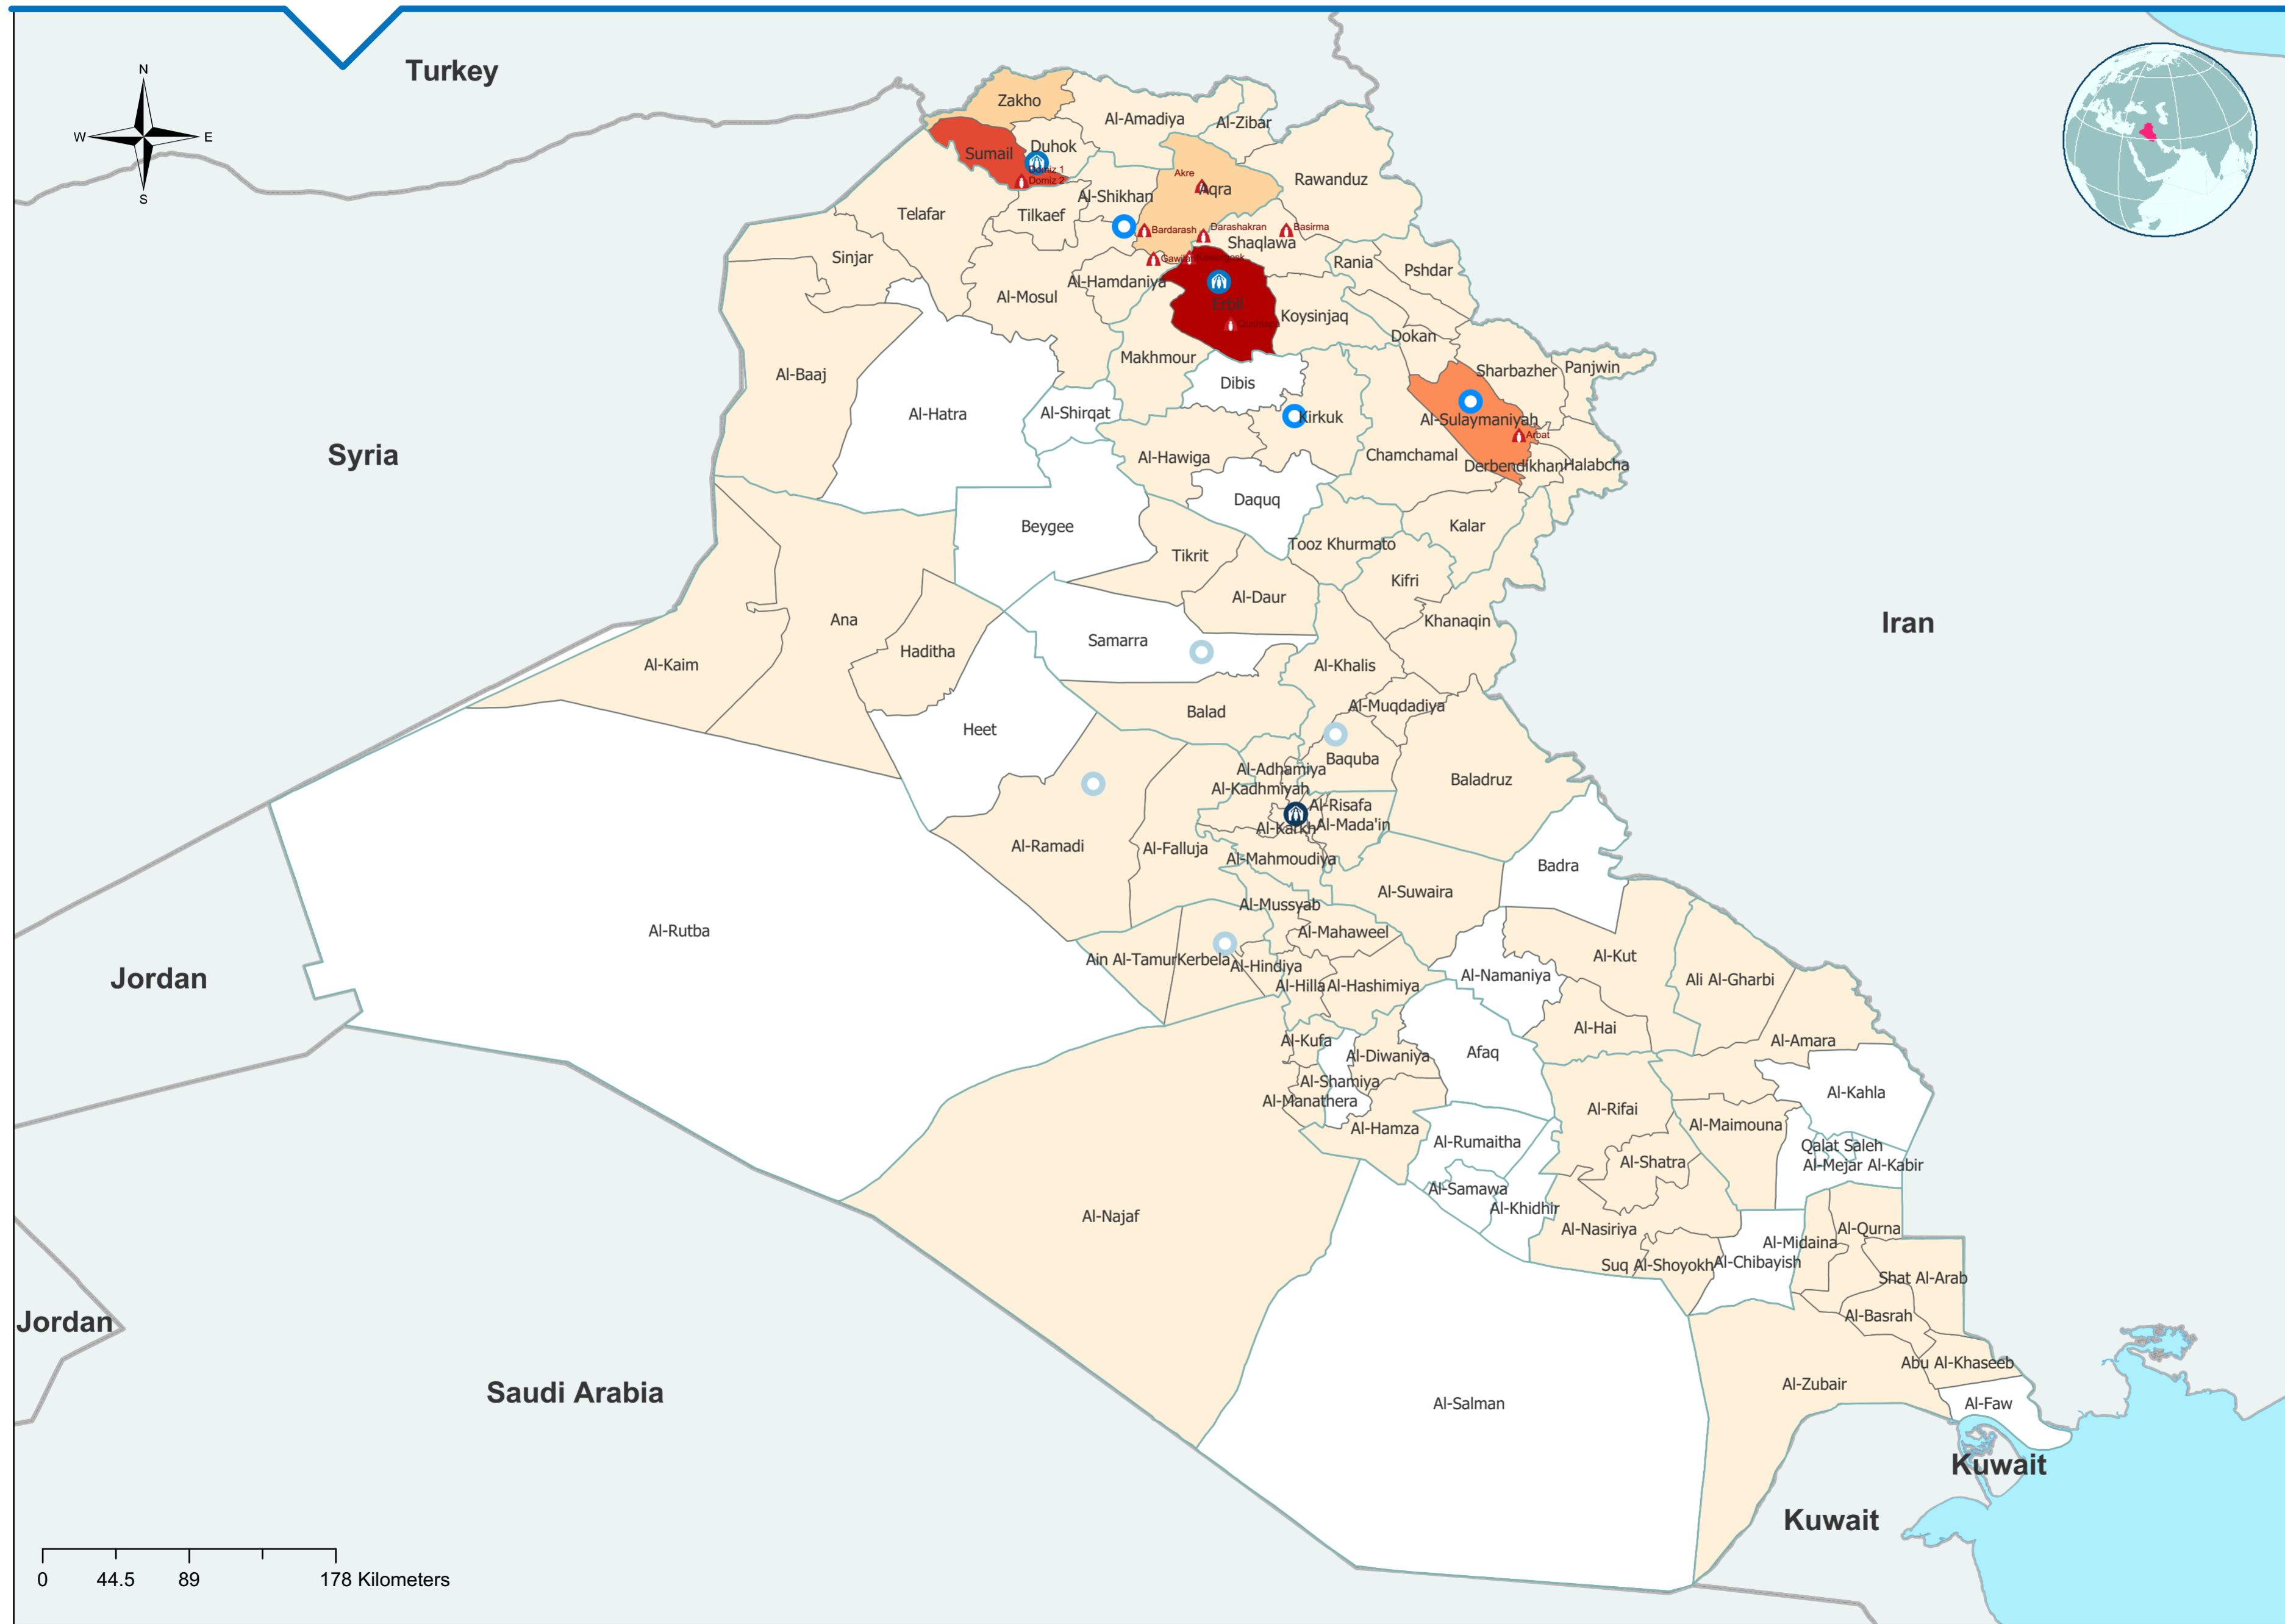 Turkey
N
W
E
S
Zakho
Al-Amadiya
Al-Zibar
Duhok
Sumail
Domiz 1
Domiz 2
Akre
Aqra
Rawanduz
Al-Shikhan
Telafar
Tilkaef
Bardarash
Darashakran
Basirma
Shaqlawa
Sinjar
Gawilan
Kawergosk
Rania
Pshdar
Al-Hamdaniya
Al-Mosul
Erbil
Koysinjaq
Qushtapa
Dokan
Makhmour
Sharbazher
Panjwin
Al-Baaj
Dibis
Al-Hatra
Al-Shirqat
Kirkuk
Al-Sulaymaniyah
Arbat
Syria
Al-Hawiga
Chamchamal
Derbendikhan
Halabcha
Daquq
Beygee
Kalar
Tikrit
Tooz Khurmato
Kifri
Al-Daur
Ana
Khanaqin
Iran
Samarra
Haditha
Al-Kaim
Al-Khalis
Balad
Al-Muqdadiya
Heet
Baquba
Al-Adhamiya
Baladruz
Al-Kadhmiyah
Al-Risafa
Al-Karkh
Al-Mada'in
Al-Ramadi
Al-Falluja
Al-Mahmoudiya
Badra
Al-Suwaira
Al-Mussyab
Al-Rutba
Al-Mahaweel
Al-Kut
Ain Al-Tamur
Kerbela
Al-Hindiya
Al-Namaniya
Jordan
Ali Al-Gharbi
Al-Hilla
Al-Hashimiya
Al-Hai
Al-Kufa
Al-Amara
Al-Diwaniya
Afaq
Al-Shamiya
Al-Kahla
Al-Manathera
Al-Rifai
Al-Maimouna
Al-Hamza
Al-Rumaitha
Qalat Saleh
Al-Shatra
Al-Mejar Al-Kabir
Al-Samawa
Al-Khidhir
Al-Najaf
Al-Nasiriya
Al-Qurna
Al-Midaina
Suq Al-Shoyokh
Al-Chibayish
Shat Al-Arab
Jordan
Al-Basrah
Abu Al-Khaseeb
Al-Zubair
Saudi Arabia
Al-Salman
Al-Faw
Kuwait
Kuwait
0
44.5
89
178 Kilometers